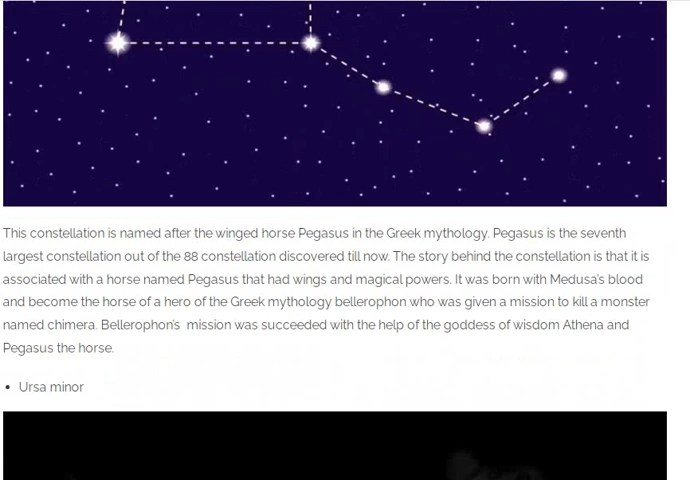 This constellation is named after the winged horse Pegasus in the Greek mythology. Pegasus is the seventh
largest constellation out of the 88 constellation discovered till now. The story behind the constellation is that it is
associated with a horse named Pegasus that had wings and magical powers. It was born with Medusa's blood
and become the horse of a hero of the Greek mythology bellerophon who was given a mission to kill a monster
named chimera. Bellerophon's  mission was succeeded with the help of the goddess of wisdom Athena and
Pegasus the horse.
• Ursa minor